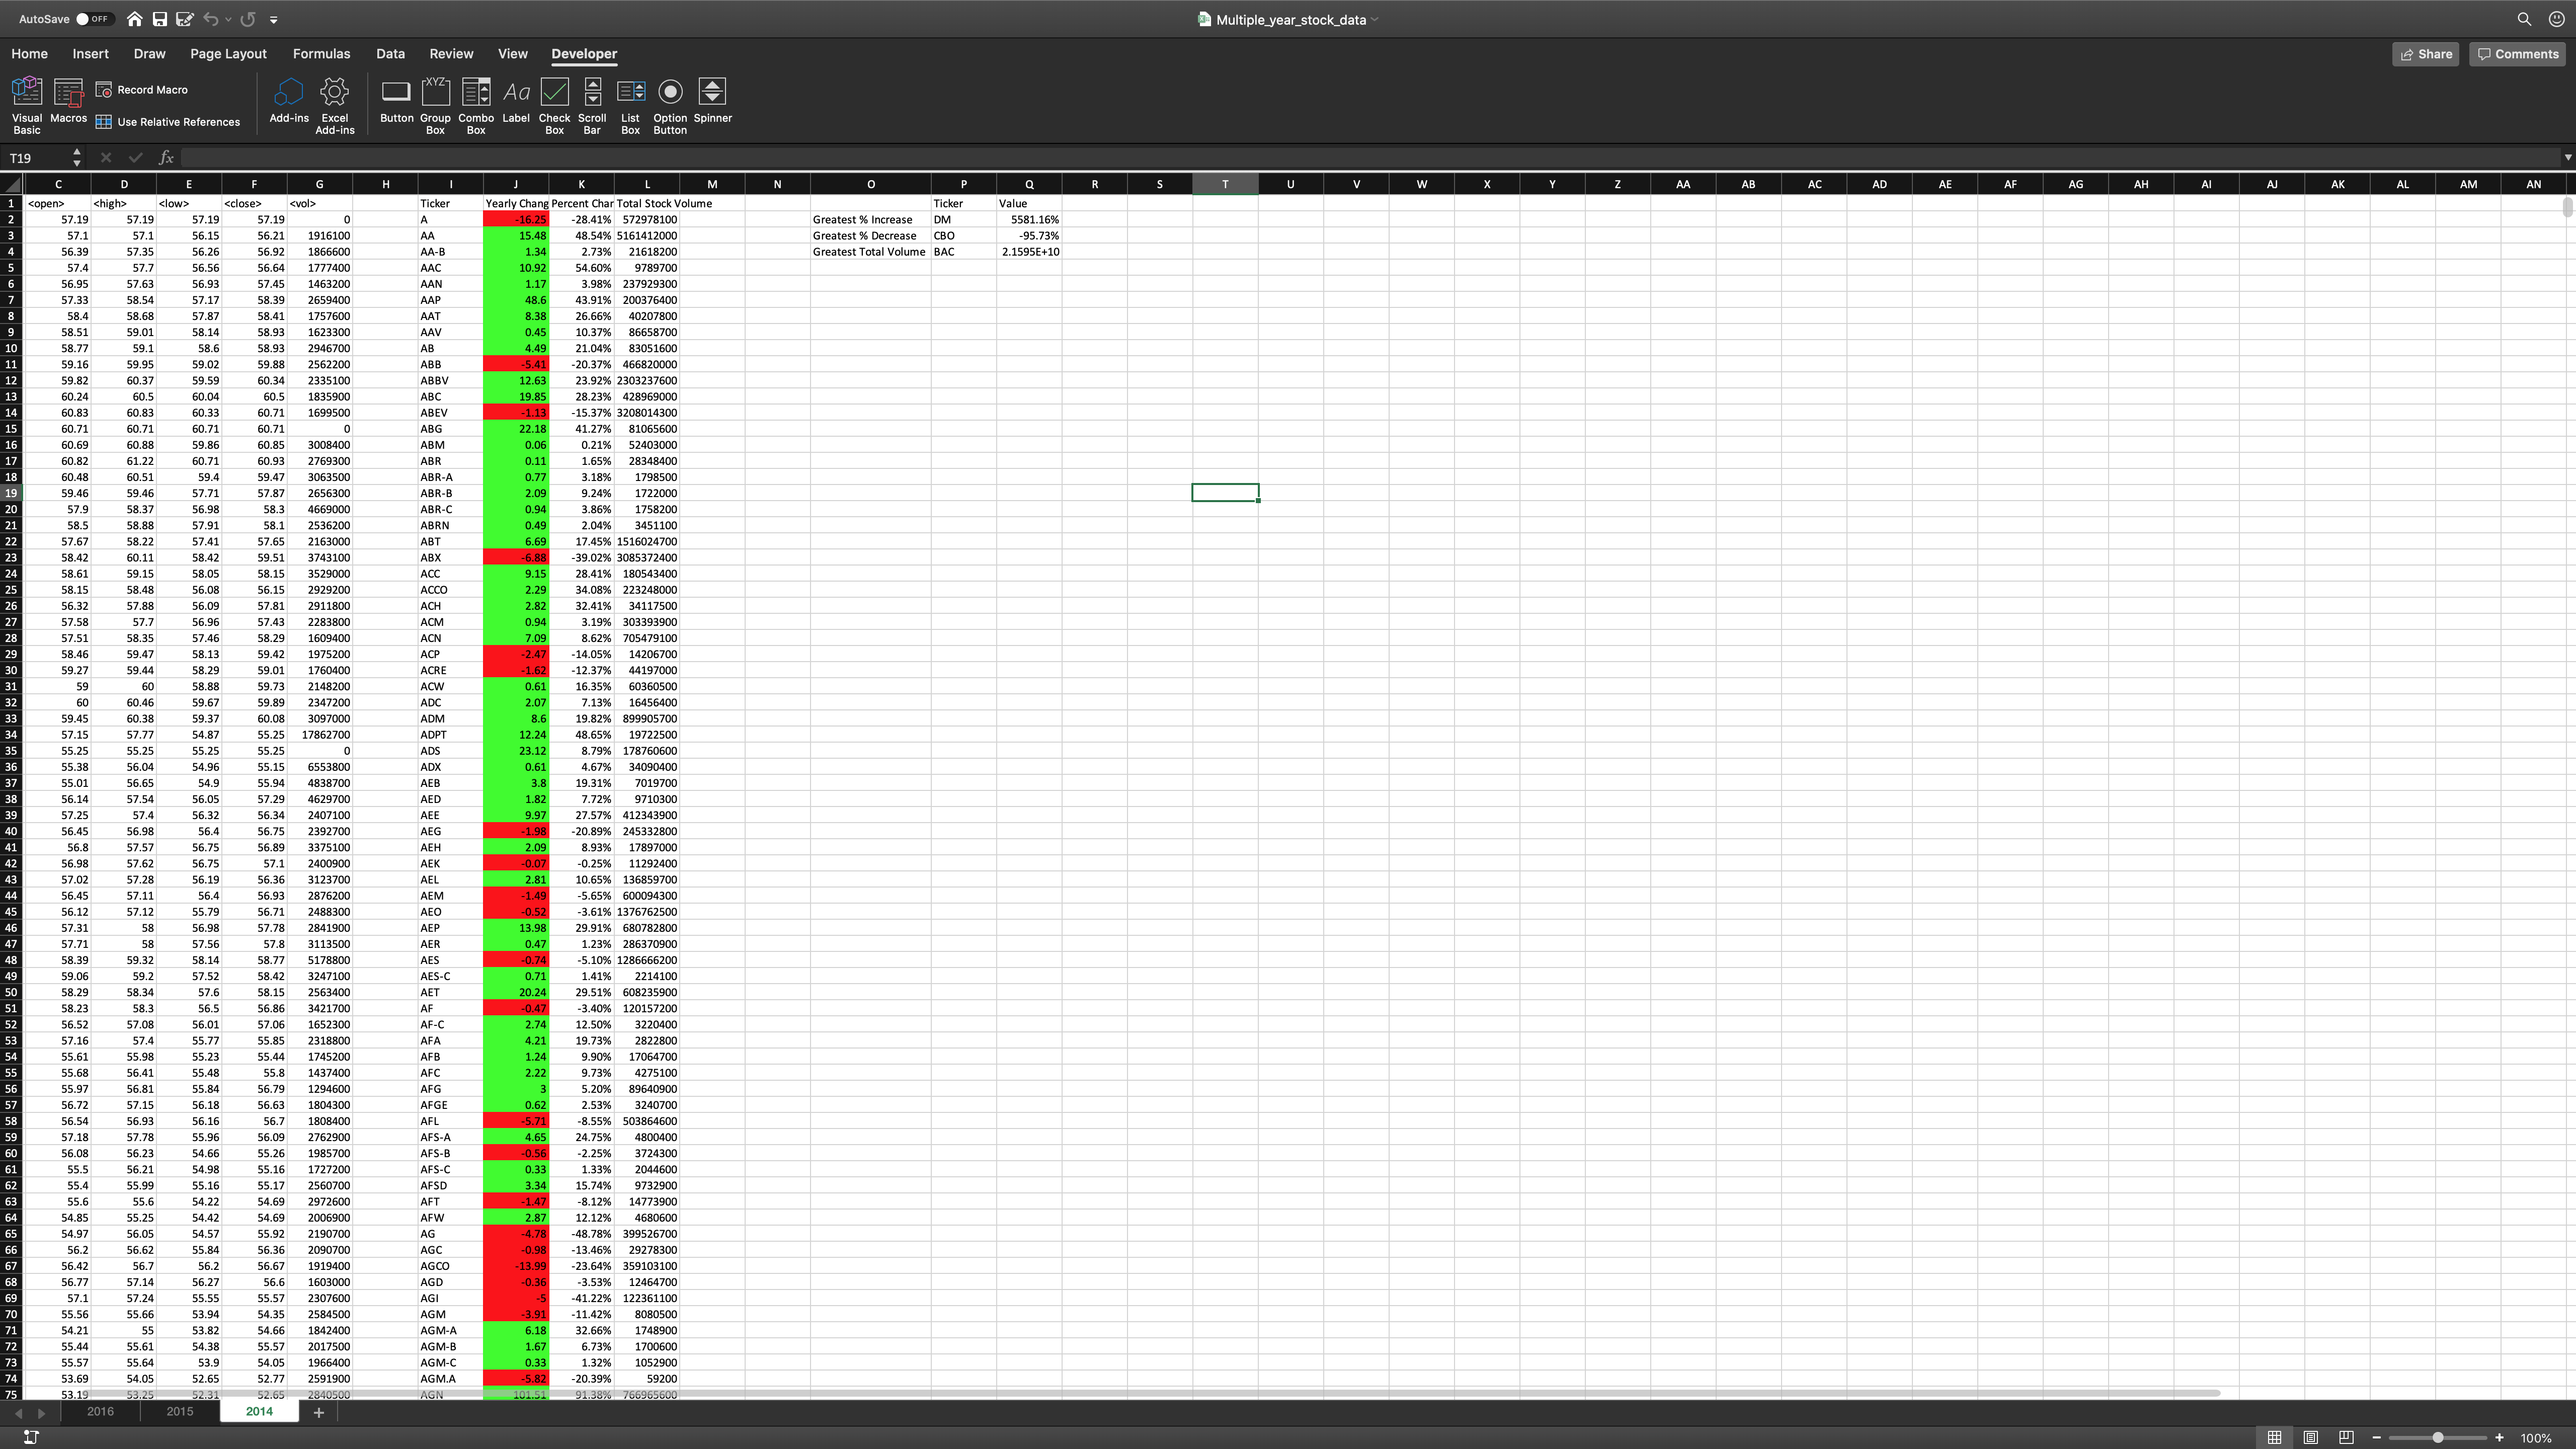 AutoSave OFF Multiple_year_stock_data
Home Insert Draw Page Layout Formulas Data Review View Developer Share Comments
Visual Basic Macros Record Macro Use Relative References Add-ins Excel Add-ins Button Group Box Combo Box Label Check Box Scroll Bar List Box Option Button Spinner
T19 fx
C D E F G H I J K L M N O P Q R S T U V W X Y Z AA AB AC AD AE AF AG AH AI AJ AK AL AM AN
1 <open> <high> <low> <close> <vol> Ticker Yearly Chang Percent Char Total Stock Volume Ticker Value
2 57.19 57.19 57.19 57.19 0 A -16.25 -28.41% 572978100 Greatest % Increase DM 5581.16%
3 57.1 57.1 56.15 56.21 1916100 AA 15.48 48.54% 5161412000 Greatest % Decrease CBO -95.73%
4 56.39 57.35 56.26 56.92 1866600 AA-B 1.34 2.73% 21618200 Greatest Total Volume BAC 2.1595E+10
5 57.4 57.7 56.56 56.64 1777400 AAC 10.92 54.60% 9789700
6 56.95 57.63 56.93 57.45 1463200 AAN 1.17 3.98% 237929300
7 57.33 58.54 57.17 58.39 2659400 AAP 48.6 43.91% 200376400
8 58.4 58.68 57.87 58.41 1757600 AAT 8.38 26.66% 40207800
9 58.51 59.01 58.14 58.93 1623300 AAV 0.45 10.37% 86658700
10 58.77 59.1 58.6 58.93 2946700 AB 4.49 21.04% 83051600
11 59.16 59.95 59.02 59.88 2562200 ABB -5.41 -20.37% 466820000
12 59.82 60.37 59.59 60.34 2335100 ABBV 12.63 23.92% 2303237600
13 60.24 60.5 60.04 60.5 1835900 ABC 19.85 28.23% 428969000
14 60.83 60.83 60.33 60.71 1699500 ABEV -1.13 -15.37% 3208014300
15 60.71 60.71 60.71 60.71 0 ABG 22.18 41.27% 81065600
16 60.69 60.88 59.86 60.85 3008400 ABM 0.06 0.21% 52403000
17 60.82 61.22 60.71 60.93 2769300 ABR 0.11 1.65% 28348400
18 60.48 60.51 59.4 59.47 3063500 ABR-A 0.77 3.18% 1798500
19 59.46 59.46 57.71 57.87 2656300 ABR-B 2.09 9.24% 1722000
20 57.9 58.37 56.98 58.3 4669000 ABR-C 0.94 3.86% 1758200
21 58.5 58.88 57.91 58.1 2536200 ABRN 0.49 2.04% 3451100
22 57.67 58.22 57.41 57.65 2163000 ABT 6.69 17.45% 1516024700
23 58.42 60.11 58.42 59.51 3743100 ABX -6.88 -39.02% 3085372400
24 58.61 59.15 58.05 58.15 3529000 ACC 9.15 28.41% 180543400
25 58.15 58.48 56.08 56.15 2929200 ACCO 2.29 34.08% 223248000
26 56.32 57.88 56.09 57.81 2911800 ACH 2.82 32.41% 34117500
27 57.58 57.7 56.96 57.43 2283800 ACM 0.94 3.19% 303393900
28 57.51 58.35 57.46 58.29 1609400 ACN 7.09 8.62% 705479100
29 58.46 59.47 58.13 59.42 1975200 ACP -2.47 -14.05% 14206700
30 59.27 59.44 58.29 59.01 1760400 ACRE -1.62 -12.37% 44197000
31 59 60 58.88 59.73 2148200 ACW 0.61 16.35% 60360500
32 60 60.46 59.67 59.89 2347200 ADC 2.07 7.13% 16456400
33 59.45 60.38 59.37 60.08 3097000 ADM 8.6 19.82% 899905700
34 57.15 57.77 54.87 55.25 17862700 ADPT 12.24 48.65% 19722500
35 55.25 55.25 55.25 55.25 0 ADS 23.12 8.79% 178760600
36 55.38 56.04 54.96 55.15 6553800 ADX 0.61 4.67% 34090400
37 55.01 56.65 54.9 55.94 4838700 AEB 3.8 19.31% 7019700
38 56.14 57.54 56.05 57.29 4629700 AED 1.82 7.72% 9710300
39 57.25 57.4 56.32 56.34 2407100 AEE 9.97 27.57% 412343900
40 56.45 56.98 56.4 56.75 2392700 AEG -1.98 -20.89% 245332800
41 56.8 57.57 56.75 56.89 3375100 AEH 2.09 8.93% 17897000
42 56.98 57.62 56.75 57.1 2400900 AEK -0.07 -0.25% 11292400
43 57.02 57.28 56.19 56.36 3123700 AEL 2.81 10.65% 136859700
44 56.45 57.11 56.4 56.93 2876200 AEM -1.49 -5.65% 600094300
45 56.12 57.12 55.79 56.71 2488300 AEO -0.52 -3.61% 1376762500
46 57.31 58 56.98 57.78 2841900 AEP 13.98 29.91% 680782800
47 57.71 58 57.56 57.8 3113500 AER 0.47 1.23% 286370900
48 58.39 59.32 58.14 58.77 5178800 AES -0.74 -5.10% 1286666200
49 59.06 59.2 57.52 58.42 3247100 AES-C 0.71 1.41% 2214100
50 58.29 58.34 57.6 58.15 2563400 AET 20.24 29.51% 608235900
51 58.23 58.3 56.5 56.86 3421700 AF -0.47 -3.40% 120157200
52 56.52 57.08 56.01 57.06 1652300 AF-C 2.74 12.50% 3220400
53 57.16 57.4 55.77 55.85 2318800 AFA 4.21 19.73% 2822800
54 55.61 55.98 55.23 55.44 1745200 AFB 1.24 9.90% 17064700
55 55.68 56.41 55.48 55.8 1437400 AFC 2.22 9.73% 4275100
56 55.97 56.81 55.84 56.79 1294600 AFG 3 5.20% 89640900
57 56.72 57.15 56.18 56.63 1804300 AFGE 0.62 2.53% 3240700
58 56.54 56.93 56.16 56.7 1808400 AFL -5.71 -8.55% 503864600
59 57.18 57.78 55.96 56.09 2762900 AFS-A 4.65 24.75% 4800400
60 56.08 56.23 54.66 55.26 1985700 AFS-B -0.56 -2.25% 3724300
61 55.5 56.21 54.98 55.16 1727200 AFS-C 0.33 1.33% 2044600
62 55.4 55.99 55.16 55.17 2560700 AFSD 3.34 15.74% 9732900
63 55.6 55.6 54.22 54.69 2972600 AFT -1.47 -8.12% 14773900
64 54.85 55.25 54.42 54.69 2006900 AFW 2.87 12.12% 4680600
65 54.97 56.05 54.57 55.92 2190700 AG -4.78 -48.78% 399526700
66 56.2 56.62 55.84 56.36 2090700 AGC -0.98 -13.46% 29278300
67 56.42 56.7 56.2 56.67 1919400 AGCO -13.99 -23.64% 359103100
68 56.77 57.14 56.27 56.6 1603000 AGD -0.36 -3.53% 12464700
69 57.1 57.24 55.55 55.57 2307600 AGI -5 -41.22% 122361100
70 55.56 55.66 53.94 54.35 2584500 AGM -3.91 -11.42% 8080500
71 54.21 55 53.82 54.66 1842400 AGM-A 6.18 32.66% 1748900
72 55.44 55.61 54.38 55.57 2017500 AGM-B 1.67 6.73% 1700600
73 55.57 55.64 53.9 54.05 1966400 AGM-C 0.33 1.32% 1052900
74 53.69 54.05 52.65 52.77 2591900 AGM.A -5.82 -20.39% 59200
75 53.19 53.25 52.31 52.65 2840500 AGN 101.51 91.38% 766965600
2016 2015 2014
100%